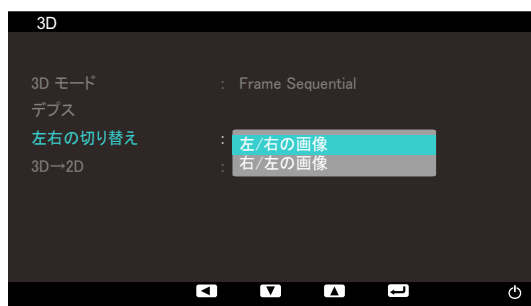 3D
3D モード : Frame Sequential
デプス
左右の切り替え : 左/右の画像
右/左の画像
3D→2D :